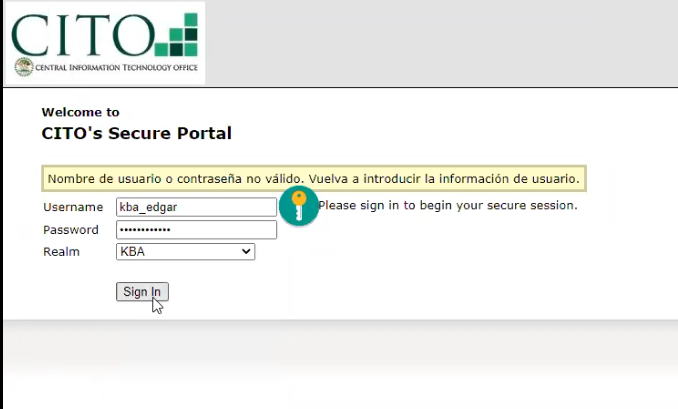 CITO
CENTRAL INFORMATION TECHNOLOGY OFFICE
Welcome to
CITO's Secure Portal
Nombre de usuario o contraseña no válido. Vuelva a introducir la información de usuario.
Username kba_edgar Please sign in to begin your secure session.
Password ••••••••••••
Realm KBA
Sign In